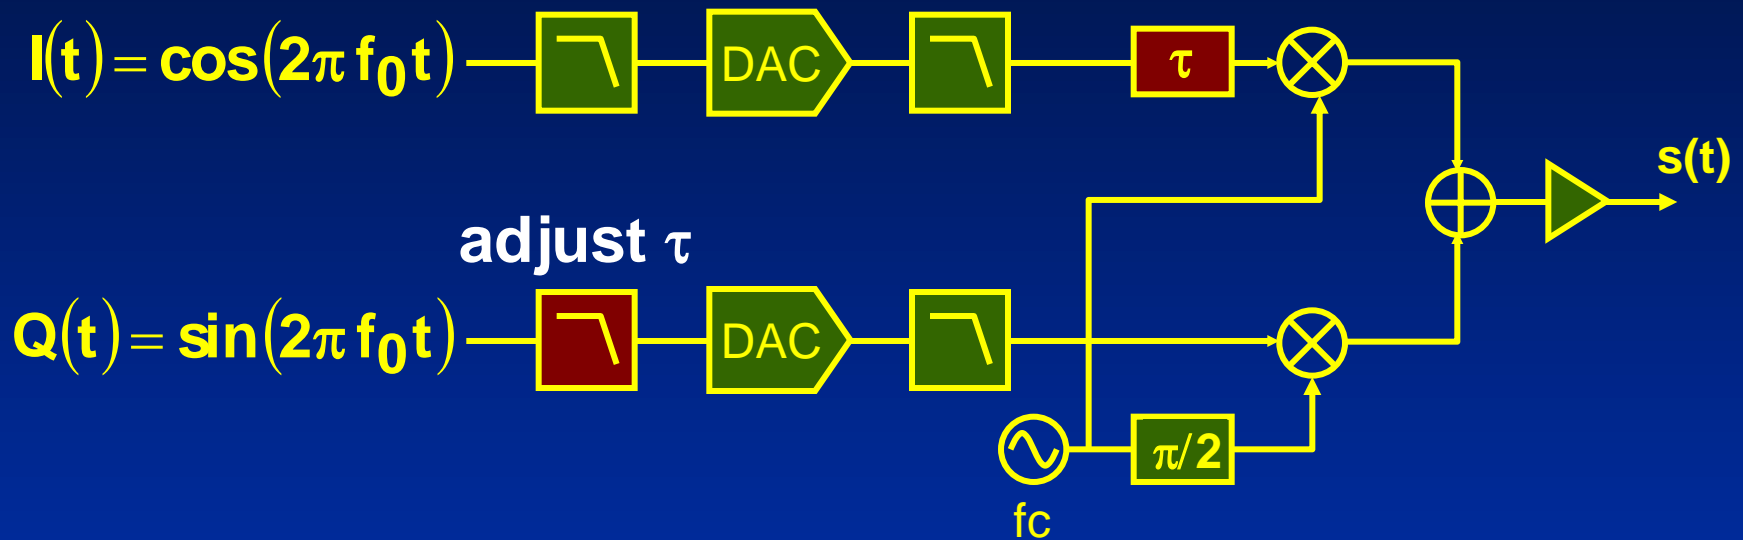 I(t) = cos(2π f₀ t)
DAC
τ
s(t)
adjust τ
Q(t) = sin(2π f₀ t)
DAC
π/2
fc